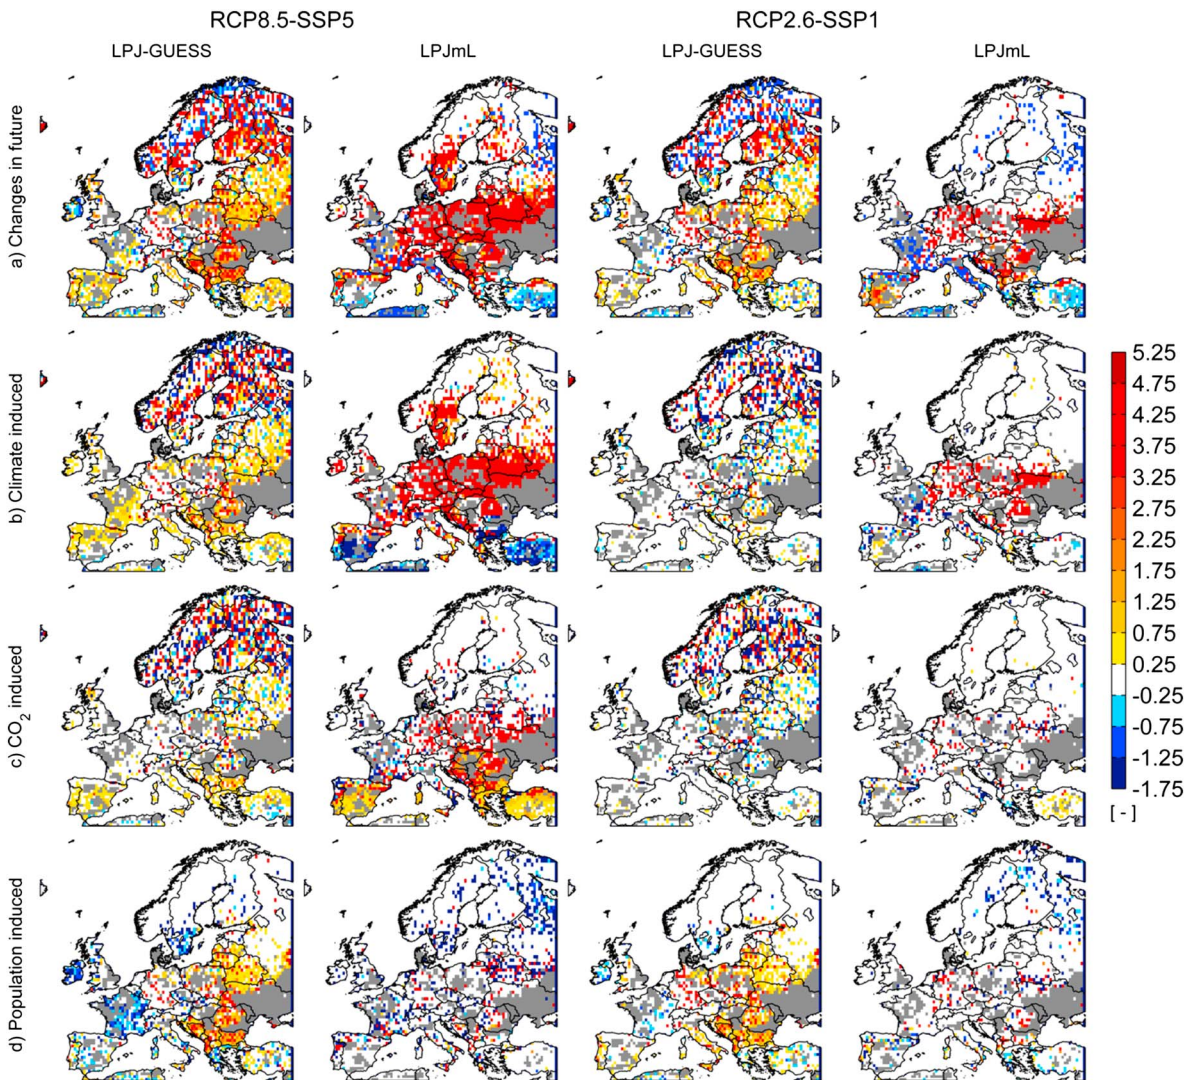 RCP8.5-SSP5 RCP2.6-SSP1
LPJ-GUESS LPJmL LPJ-GUESS LPJmL
a) Changes in future
b) Climate induced
c) CO2 induced
d) Population induced
5.25
4.75
4.25
3.75
3.25
2.75
2.25
1.75
1.25
0.75
0.25
-0.25
-0.75
-1.25
-1.75
[ - ]